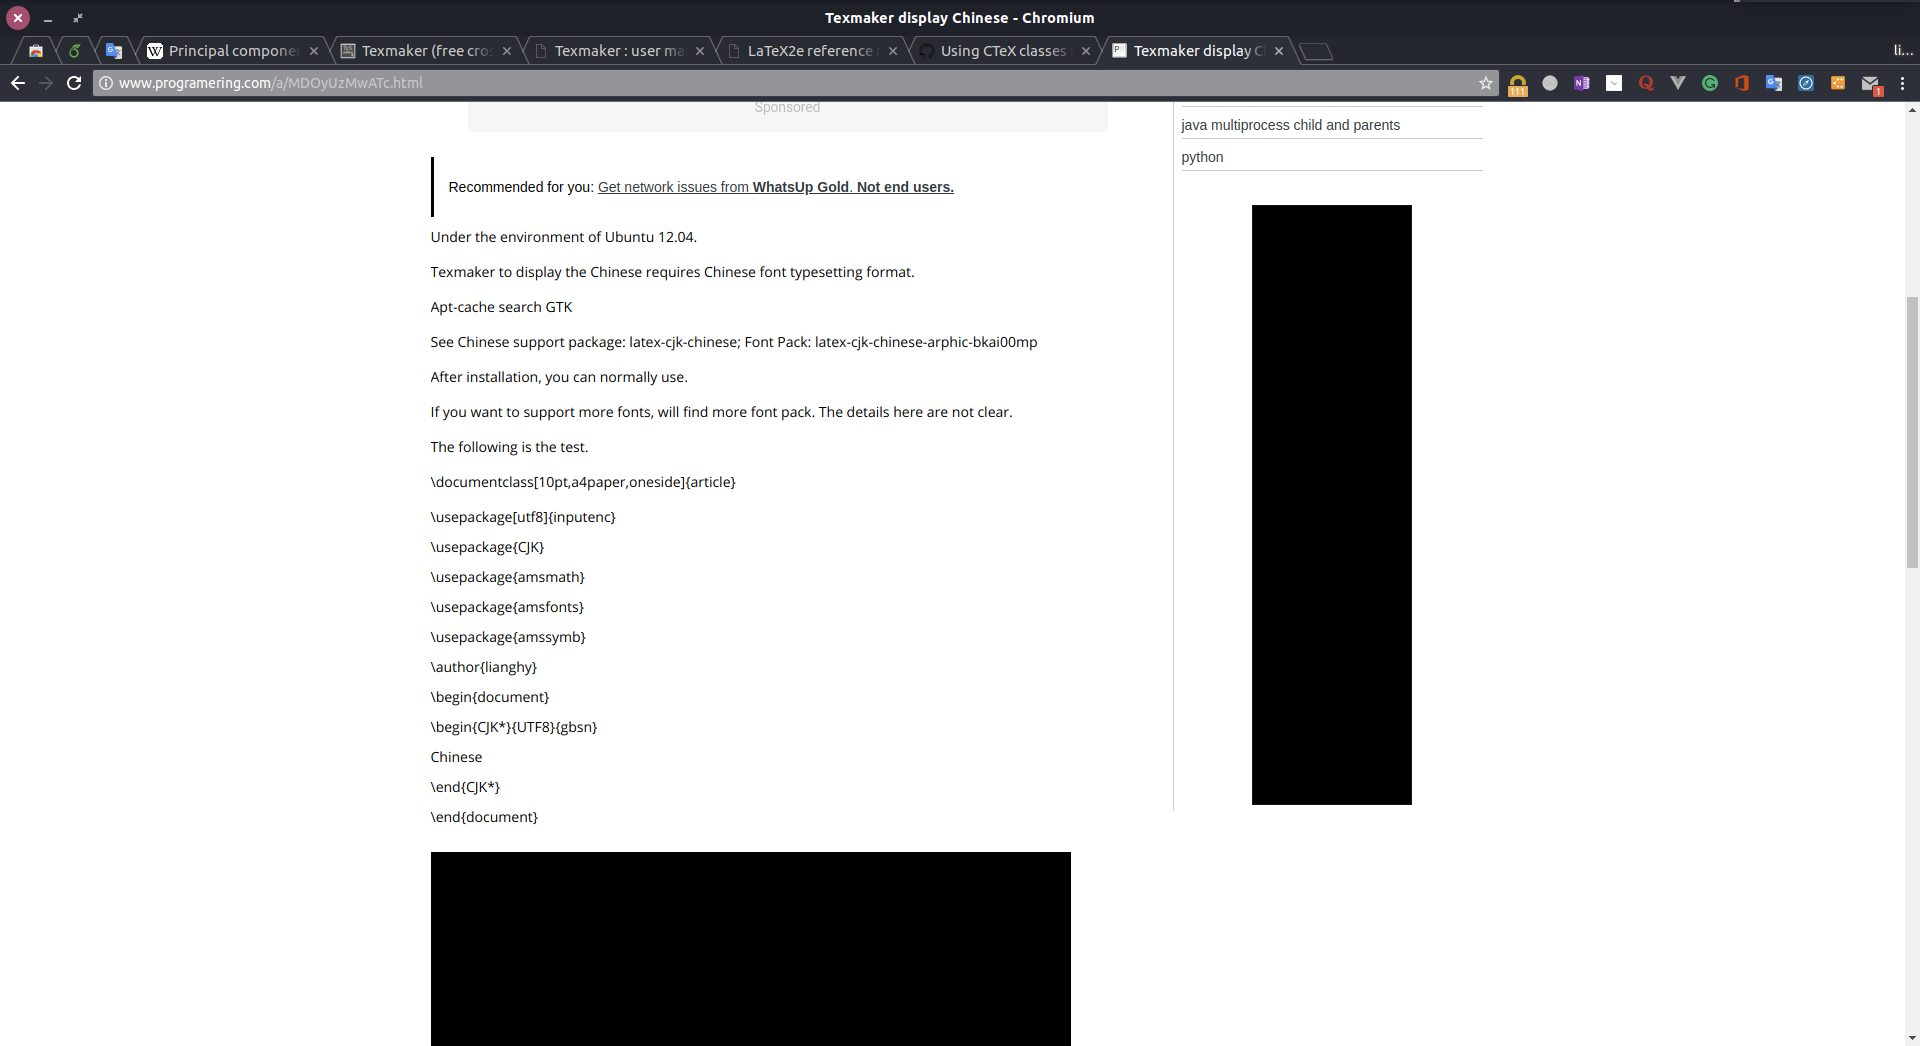 Texmaker display Chinese - Chromium
Principal compone
Texmaker (free cros
Texmaker : user ma
LaTeX2e reference
Using CTeX classes
Texmaker display C
li...
www.programering.com/a/MDOyUzMwATc.html
111
1
Sponsored
Recommended for you: Get network issues from WhatsUp Gold. Not end users.
Under the environment of Ubuntu 12.04.
Texmaker to display the Chinese requires Chinese font typesetting format.
Apt-cache search GTK
See Chinese support package: latex-cjk-chinese; Font Pack: latex-cjk-chinese-arphic-bkai00mp
After installation, you can normally use.
If you want to support more fonts, will find more font pack. The details here are not clear.
The following is the test.
\documentclass[10pt,a4paper,oneside]{article}
\usepackage[utf8]{inputenc}
\usepackage{CJK}
\usepackage{amsmath}
\usepackage{amsfonts}
\usepackage{amssymb}
\author{lianghy}
\begin{document}
\begin{CJK*}{UTF8}{gbsn}
Chinese
\end{CJK*}
\end{document}
java multiprocess child and parents
python